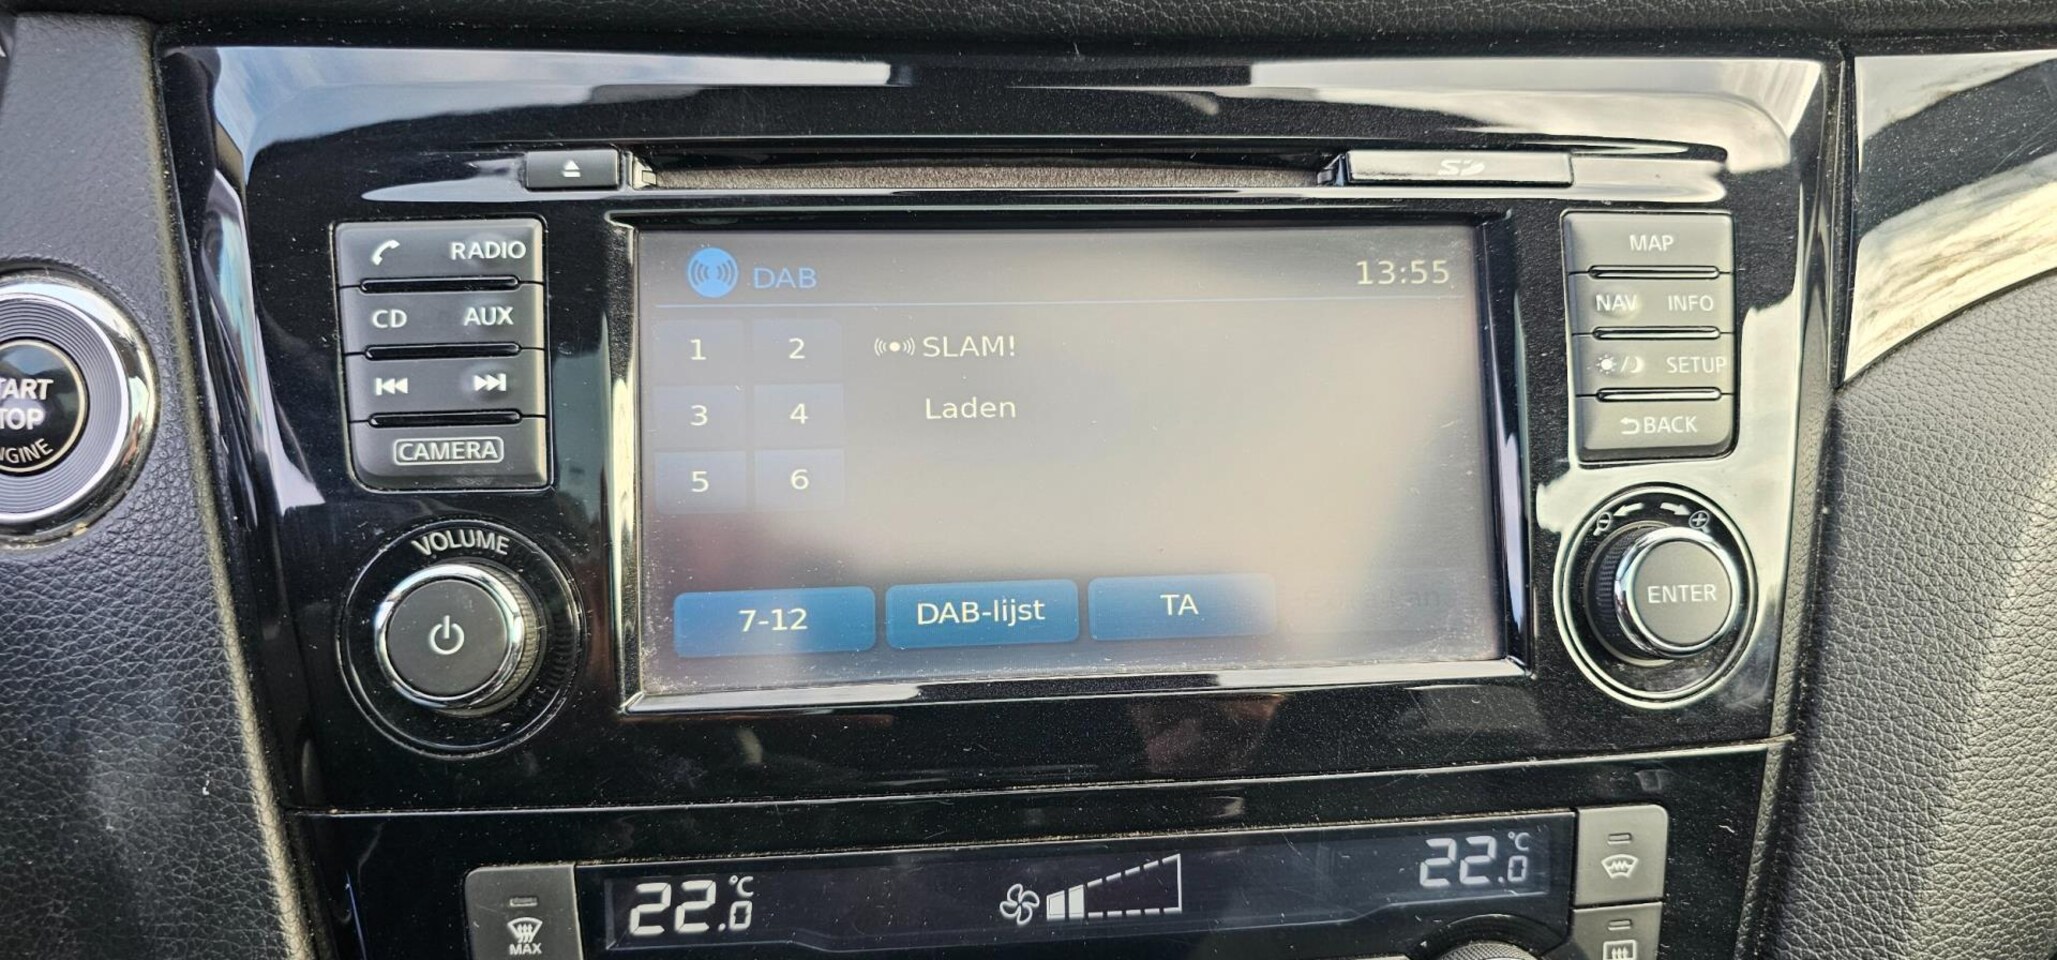 SD
RADIO
CD AUX
CAMERA
VOLUME
START
STOP
ENGINE
DAB 13:55
1 2
SLAM!
3 4
Laden
5 6
7-12 DAB-lijst TA
MAP
NAV INFO
SETUP
BACK
ENTER
22.0 °C
22.0 °C
MAX